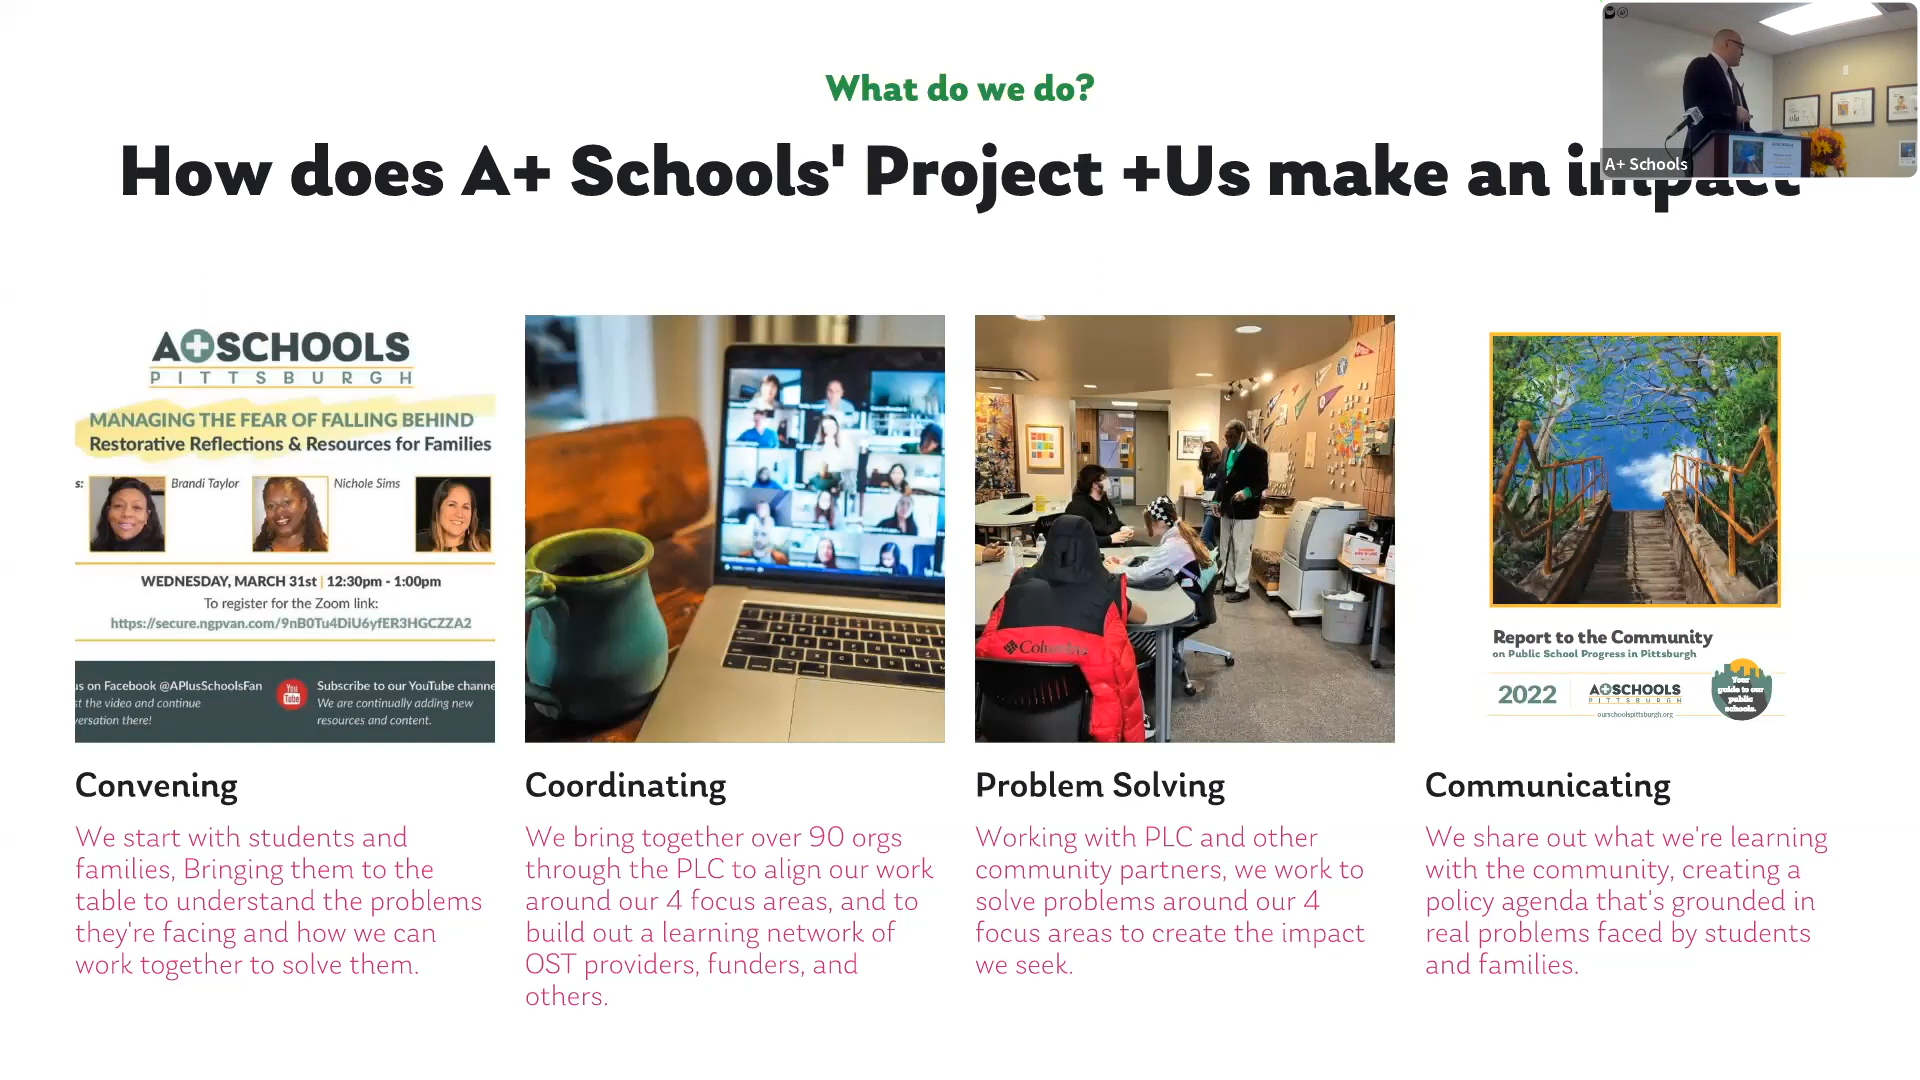 What do we do?
How does A+ Schools' Project +Us make an impact
A+ Schools
A+SCHOOLS
PITTSBURGH
MANAGING THE FEAR OF FALLING BEHIND
Restorative Reflections & Resources for Families
s:
Brandi Taylor
Nichole Sims
WEDNESDAY, MARCH 31st | 12:30pm - 1:00pm
To register for the Zoom link:
https://secure.ngpvan.com/9nB0Tu4DiU6yfER3HGCZZA2
us on Facebook @APlusSchoolsFan
st the video and continue
versation there!
You Tube
Subscribe to our YouTube channe
We are continually adding new
resources and content.
Columbia
Report to the Community
on Public School Progress in Pittsburgh
2022
A+SCHOOLS
PITTSBURGH
ourschoolspittsburgh.org
Your
guide to our
public
schools.
Convening
We start with students and
families, Bringing them to the
table to understand the problems
they're facing and how we can
work together to solve them.
Coordinating
We bring together over 90 orgs
through the PLC to align our work
around our 4 focus areas, and to
build out a learning network of
OST providers, funders, and
others.
Problem Solving
Working with PLC and other
community partners, we work to
solve problems around our 4
focus areas to create the impact
we seek.
Communicating
We share out what we're learning
with the community, creating a
policy agenda that's grounded in
real problems faced by students
and families.